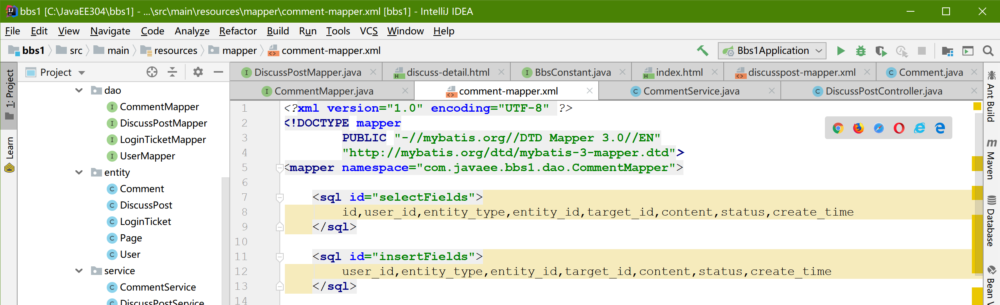 bbs1 [C:\JavaEE304\bbs1] - ...\src\main\resources\mapper\comment-mapper.xml [bbs1] - IntelliJ IDEA
File Edit View Navigate Code Analyze Refactor Build Run Tools VCS Window Help
bbs1 src main resources mapper comment-mapper.xml Bbs1Application
1: Project
Learn
Project
dao
CommentMapper
DiscussPostMapper
LoginTicketMapper
UserMapper
entity
Comment
DiscussPost
LoginTicket
Page
User
service
CommentService
DiscussPostService
DiscussPostMapper.java discuss-detail.html BbsConstant.java index.html discusspost-mapper.xml Comment.java
CommentMapper.java comment-mapper.xml CommentService.java DiscussPostController.java
1 <?xml version="1.0" encoding="UTF-8" ?>
2 <!DOCTYPE mapper
3 PUBLIC "-//mybatis.org//DTD Mapper 3.0//EN"
4 "http://mybatis.org/dtd/mybatis-3-mapper.dtd">
5 <mapper namespace="com.javaee.bbs1.dao.CommentMapper">
6
7 <sql id="selectFields">
8 id,user_id,entity_type,entity_id,target_id,content,status,create_time
9 </sql>
10
11 <sql id="insertFields">
12 user_id,entity_type,entity_id,target_id,content,status,create_time
13 </sql>
14
Ant Build
Maven
Database
Bean